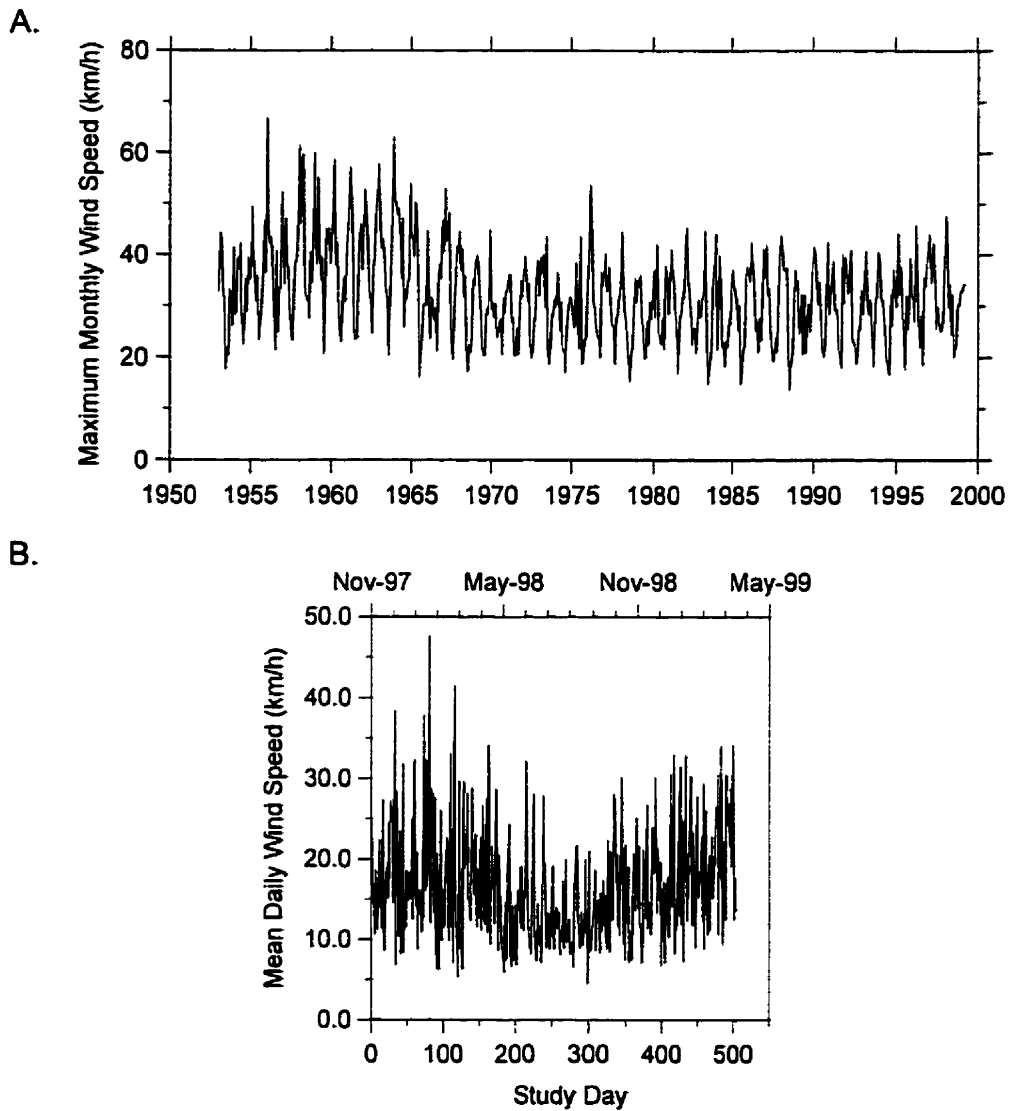 A.
Maximum Monthly Wind Speed (km/h)
80
60
40
20
0
1950 1955 1960 1965 1970 1975 1980 1985 1990 1995 2000
B.
Nov-97 May-98 Nov-98 May-99
Mean Daily Wind Speed (km/h)
50.0
40.0
30.0
20.0
10.0
0.0
0 100 200 300 400 500
Study Day